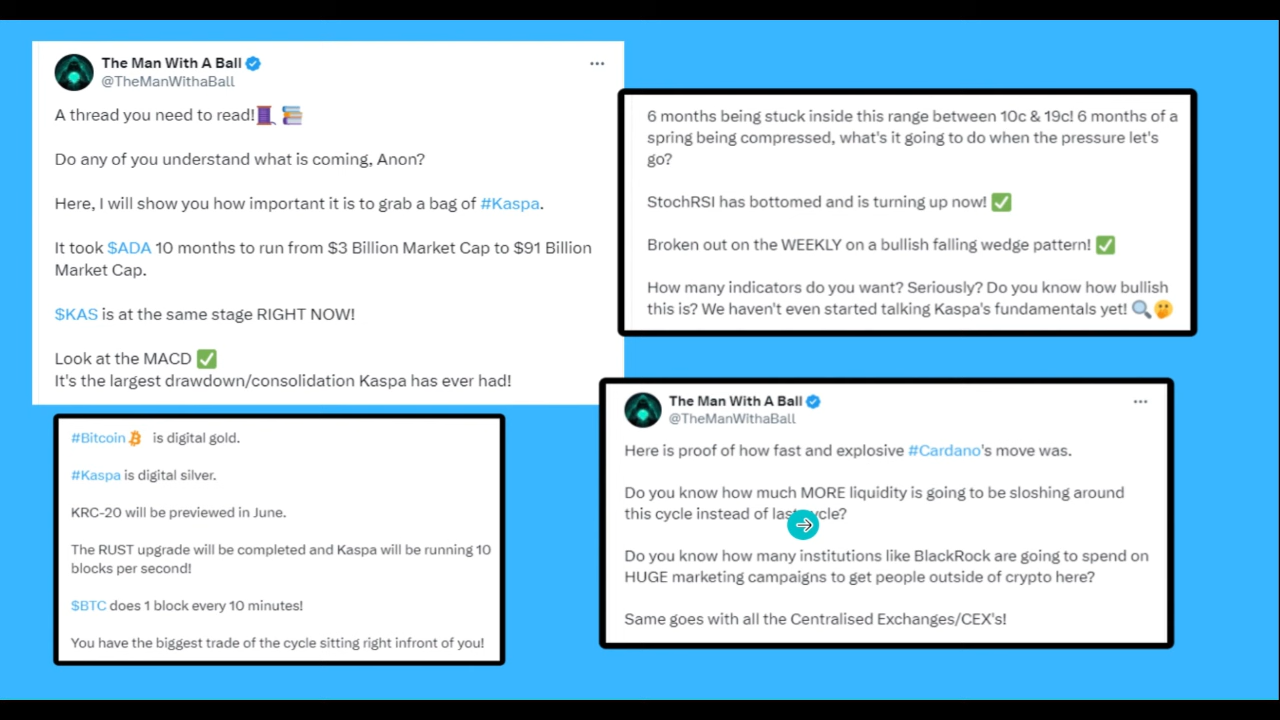 The Man With A Ball
@TheManWithaBall
A thread you need to read!🧵 📚
Do any of you understand what is coming, Anon?
Here, I will show you how important it is to grab a bag of #Kaspa.
It took $ADA 10 months to run from $3 Billion Market Cap to $91 Billion
Market Cap.
$KAS is at the same stage RIGHT NOW!
Look at the MACD ✅
It's the largest drawdown/consolidation Kaspa has ever had!
6 months being stuck inside this range between 10c & 19c! 6 months of a
spring being compressed, what's it going to do when the pressure let's
go?
StochRSI has bottomed and is turning up now! ✅
Broken out on the WEEKLY on a bullish falling wedge pattern! ✅
How many indicators do you want? Seriously? Do you know how bullish
this is? We haven't even started talking Kaspa's fundamentals yet! 🔍🤫
#Bitcoin is digital gold.
#Kaspa is digital silver.
KRC-20 will be previewed in June.
The RUST upgrade will be completed and Kaspa will be running 10
blocks per second!
$BTC does 1 block every 10 minutes!
You have the biggest trade of the cycle sitting right infront of you!
The Man With A Ball
@TheManWithaBall
Here is proof of how fast and explosive #Cardano's move was.
Do you know how much MORE liquidity is going to be sloshing around
this cycle instead of last cycle?
Do you know how many institutions like BlackRock are going to spend on
HUGE marketing campaigns to get people outside of crypto here?
Same goes with all the Centralised Exchanges/CEX's!